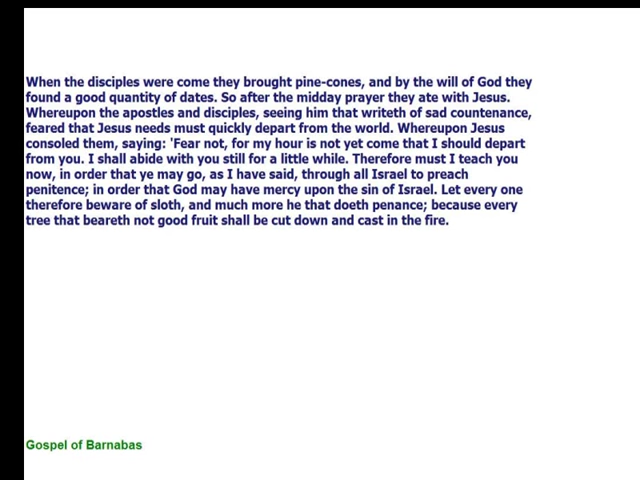 When the disciples were come they brought pine-cones, and by the will of God they
found a good quantity of dates. So after the midday prayer they ate with Jesus.
Whereupon the apostles and disciples, seeing him that writeth of sad countenance,
feared that Jesus needs must quickly depart from the world. Whereupon Jesus
consoled them, saying: 'Fear not, for my hour is not yet come that I should depart
from you. I shall abide with you still for a little while. Therefore must I teach you
now, in order that ye may go, as I have said, through all Israel to preach
penitence; in order that God may have mercy upon the sin of Israel. Let every one
therefore beware of sloth, and much more he that doeth penance; because every
tree that beareth not good fruit shall be cut down and cast in the fire.
Gospel of Barnabas